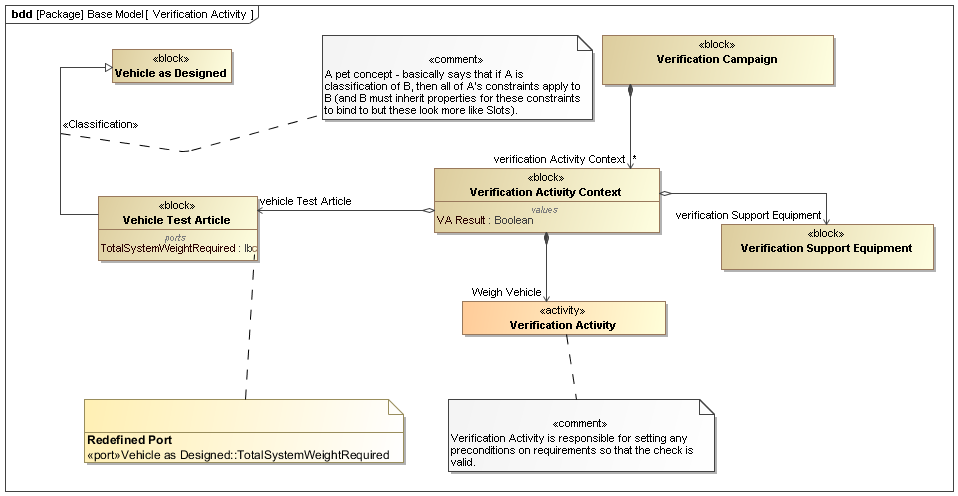 bdd [Package] Base Model [ Verification Activity ]
«block»
Vehicle as Designed
«comment»
A pet concept - basically says that if A is
classification of B, then all of A's constraints apply to
B (and B must inherit properties for these constraints
to bind to but these look more like Slots).
«block»
Verification Campaign
«Classification»
verification Activity Context
*
«block»
Verification Activity Context
values
VA Result : Boolean
vehicle Test Article
«block»
Vehicle Test Article
ports
TotalSystemWeightRequired :
verification Support Equipment
«block»
Verification Support Equipment
Weigh Vehicle
«activity»
Verification Activity
Redefined Port
«port»Vehicle as Designed::TotalSystemWeightRequired
«comment»
Verification Activity is responsible for setting any
preconditions on requirements so that the check is
valid.